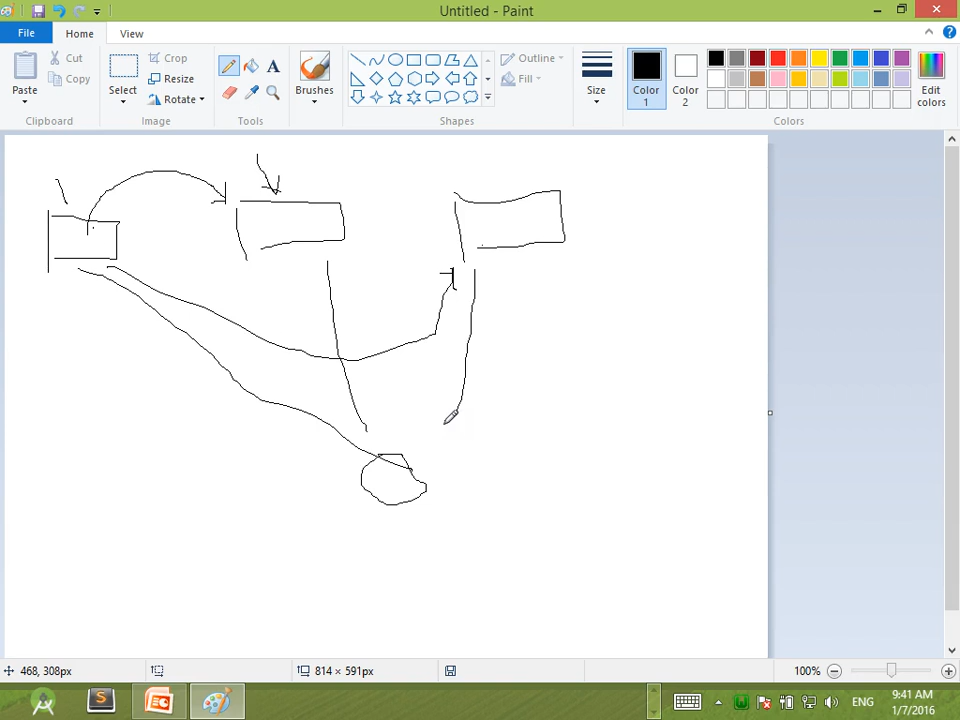 Untitled - Paint
File Home View
Paste
Cut
Copy
Clipboard
Select
Crop
Resize
Rotate
Image
A
Tools
Brushes
Outline
Fill
Shapes
Size
Color 1
Color 2
Edit colors
Colors
468, 308px
814 × 591px
100%
S
ENG
9:41 AM
1/7/2016